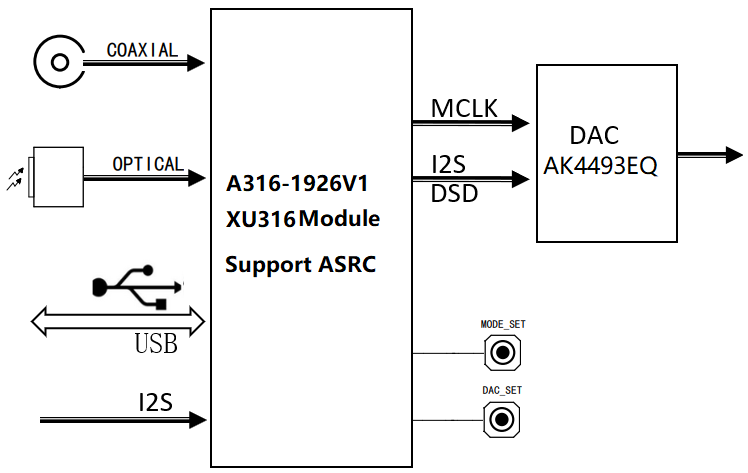 COAXIAL
OPTICAL
USB
I2S
A316-1926V1
XU316 Module
Support ASRC
MCLK
I2S
DSD
DAC
AK4493EQ
MODE_SET
DAC_SET